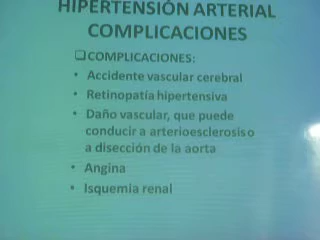 HIPERTENSIÓN ARTERIAL
COMPLICACIONES
❑COMPLICACIONES:
• Accidente vascular cerebral
• Retinopatía hipertensiva
• Daño vascular, que puede
conducir a arterioesclerosis o
a disección de la aorta
• Angina
• Isquemia renal